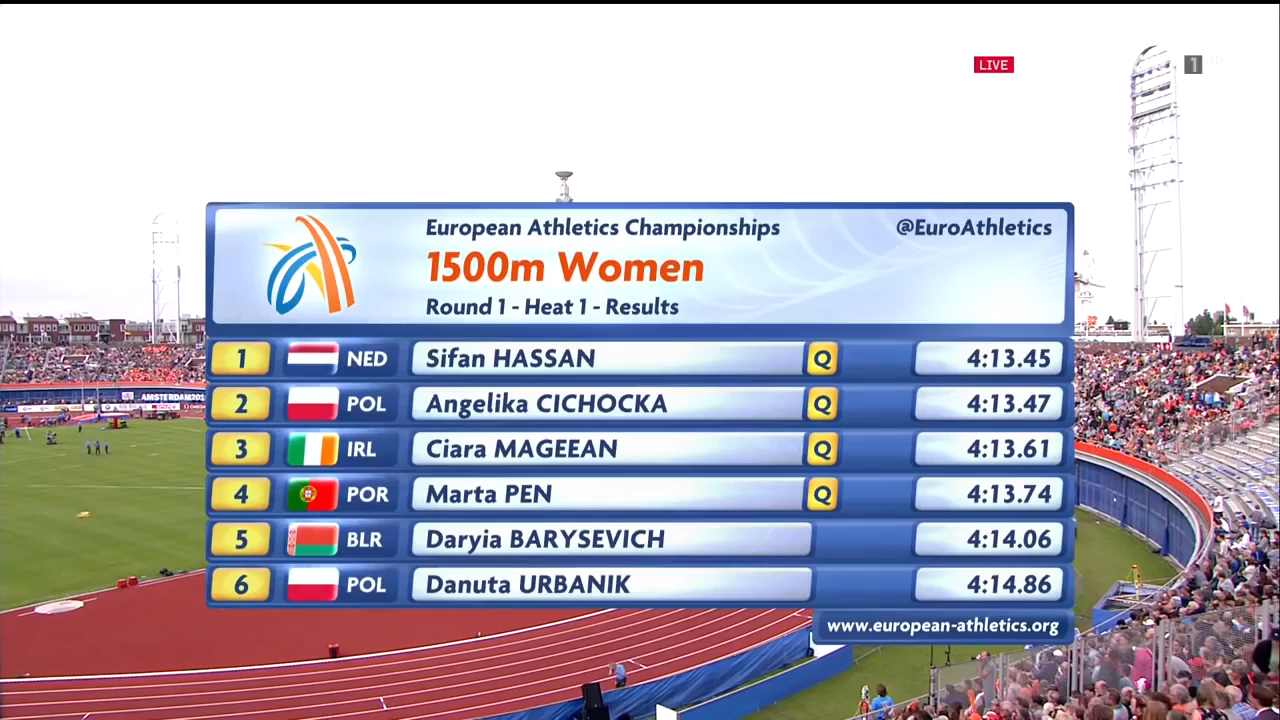 LIVE
1
European Athletics Championships
@EuroAthletics
1500m Women
Round 1 - Heat 1 - Results
1 NED Sifan HASSAN Q 4:13.45
2 POL Angelika CICHOCKA Q 4:13.47
3 IRL Ciara MAGEEAN Q 4:13.61
4 POR Marta PEN Q 4:13.74
5 BLR Daryia BARYSEVICH 4:14.06
6 POL Danuta URBANIK 4:14.86
www.european-athletics.org
AMSTERDAM201